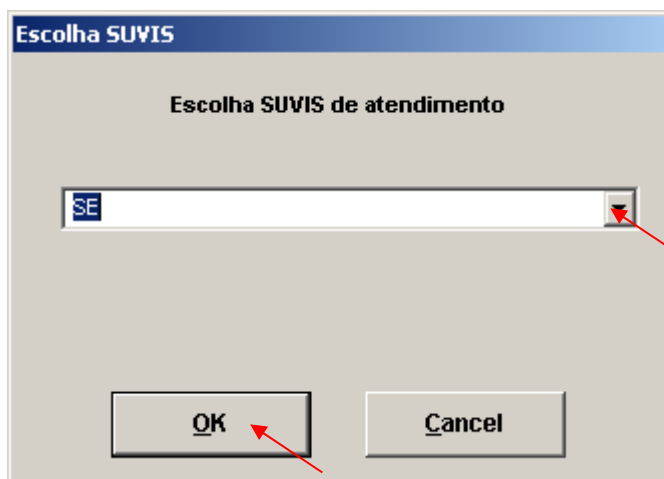 Escolha SUVIS
Escolha SUVIS de atendimento
SE
OK
Cancel